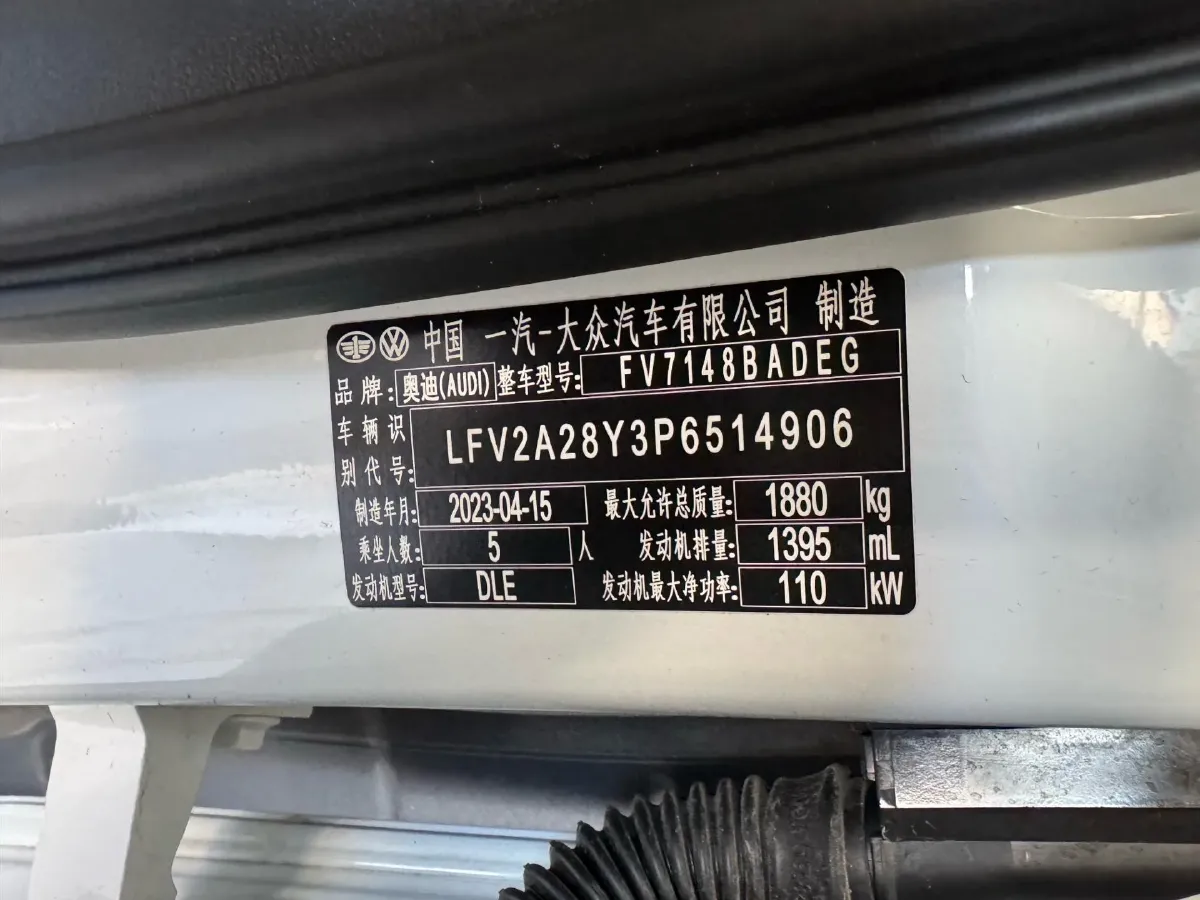 中国 一汽-大众汽车有限公司 制造
品牌: 奥迪(AUDI) 整车型号: FV7148BADEG
车辆识别代号: LFV2A28Y3P6514906
制造年月: 2023-04-15 最大允许总质量: 1880 kg
乘坐人数: 5 人 发动机排量: 1395 mL
发动机型号: DLE 发动机最大净功率: 110 kW